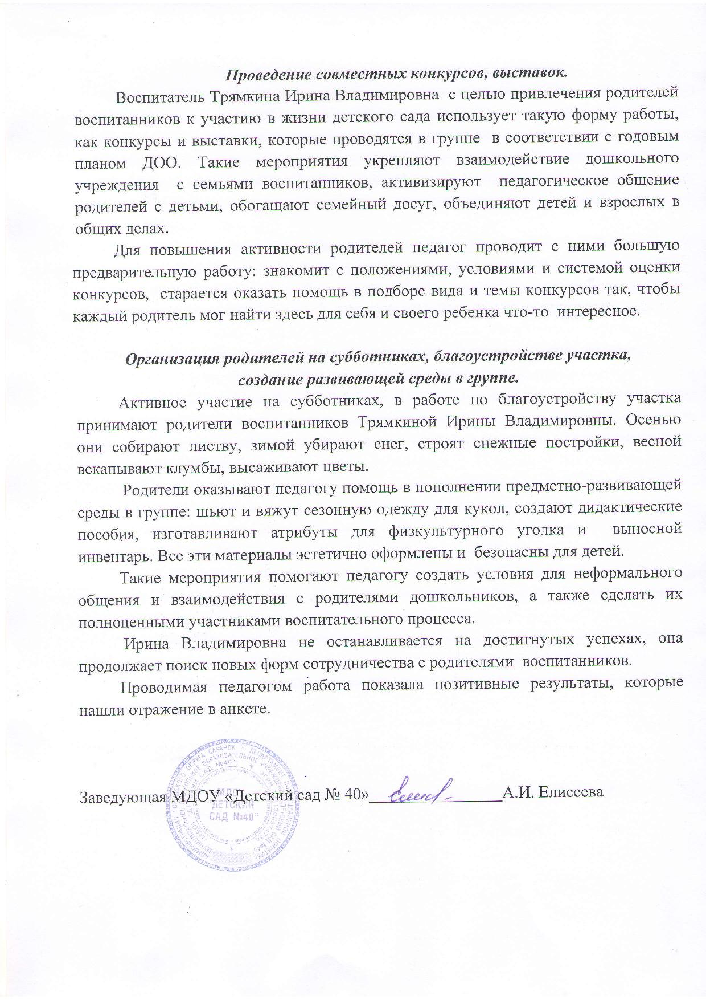 Проведение совместных конкурсов, выставок.
Воспитатель Трямкина Ирина Владимировна с целью привлечения родителей
воспитанников к участию в жизни детского сада использует такую форму работы,
как конкурсы и выставки, которые проводятся в группе в соответствии с годовым
планом ДОО. Такие мероприятия укрепляют взаимодействие дошкольного
учреждения с семьями воспитанников, активизируют педагогическое общение
родителей с детьми, обогащают семейный досуг, объединяют детей и взрослых в
общих делах.
Для повышения активности родителей педагог проводит с ними большую
предварительную работу: знакомит с положениями, условиями и системой оценки
конкурсов, старается оказать помощь в подборе вида и темы конкурсов так, чтобы
каждый родитель мог найти здесь для себя и своего ребенка что-то интересное.
Организация родителей на субботниках, благоустройстве участка,
создание развивающей среды в группе.
Активное участие на субботниках, в работе по благоустройству участка
принимают родители воспитанников Трямкиной Ирины Владимировны. Осенью
они собирают листву, зимой убирают снег, строят снежные постройки, весной
вскапывают клумбы, высаживают цветы.
Родители оказывают педагогу помощь в пополнении предметно-развивающей
среды в группе: шьют и вяжут сезонную одежду для кукол, создают дидактические
пособия, изготавливают атрибуты для физкультурного уголка и выносной
инвентарь. Все эти материалы эстетично оформлены и безопасны для детей.
Такие мероприятия помогают педагогу создать условия для неформального
общения и взаимодействия с родителями дошкольников, а также сделать их
полноценными участниками воспитательного процесса.
Ирина Владимировна не останавливается на достигнутых успехах, она
продолжает поиск новых форм сотрудничества с родителями воспитанников.
Проводимая педагогом работа показала позитивные результаты, которые
нашли отражение в анкете.
Заведующая МДОУ «Детский сад № 40»_________________А.И. Елисеева
МДОУ
"ДЕТСКИЙ
САД №40"